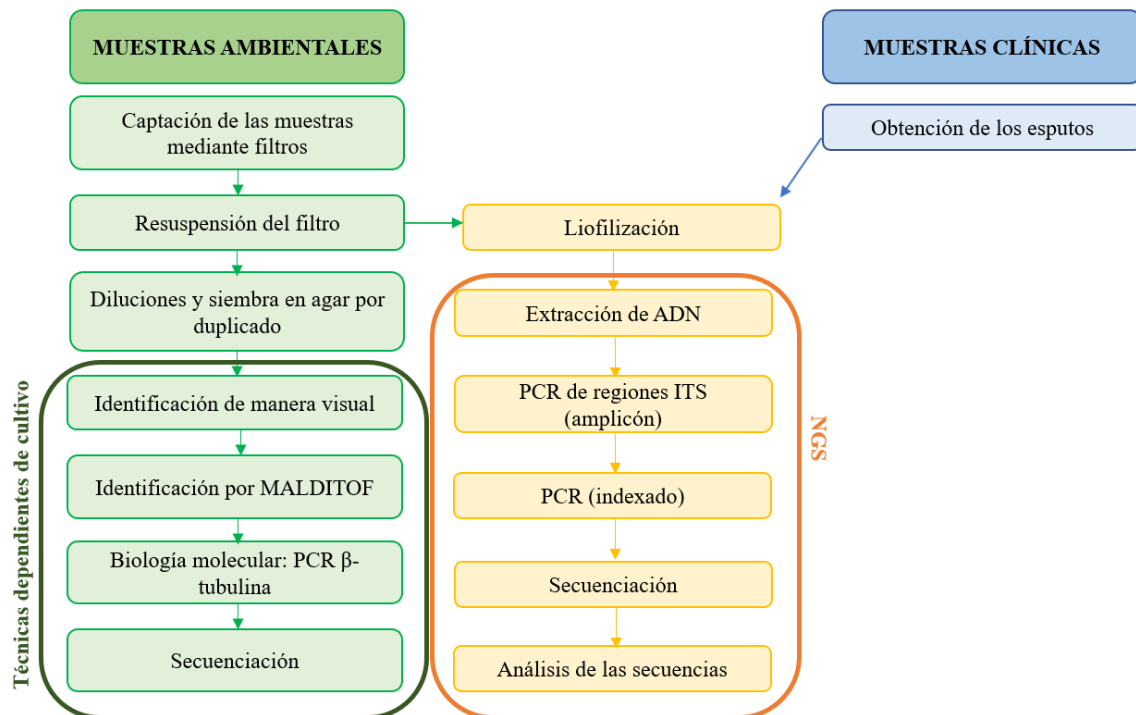 MUESTRAS AMBIENTALES
MUESTRAS CLÍNICAS
Captación de las muestras
mediante filtros
Obtención de los esputos
Resuspensión del filtro
Liofilización
Diluciones y siembra en agar por
duplicado
Extracción de ADN
Técnicas dependientes de cultivo
Identificación de manera visual
PCR de regiones ITS
(amplicón)
NGS
Identificación por MALDITOF
PCR (indexado)
Biología molecular: PCR β-
tubulina
Secuenciación
Secuenciación
Análisis de las secuencias